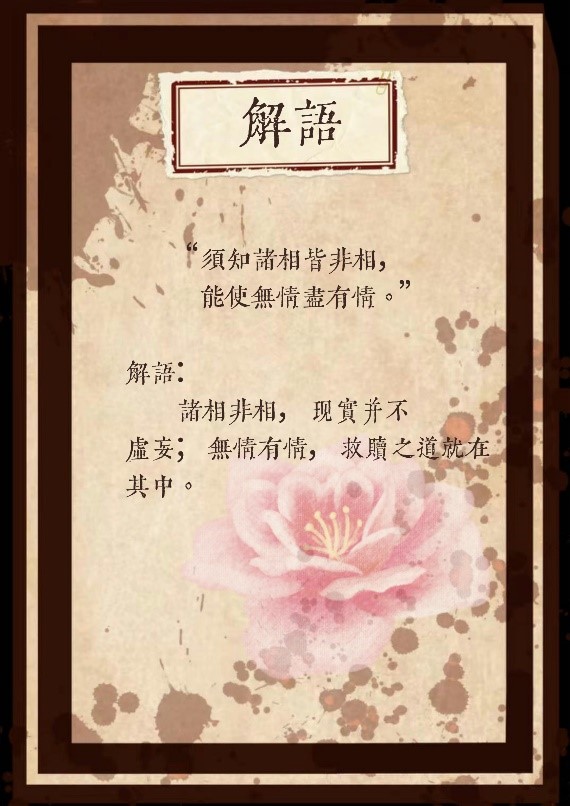 解語
“須知諸相皆非相，
能使無情盡有情。”
解語：
諸相非相，现實并不
虛妄；無情有情，救贖之道就在
其中。